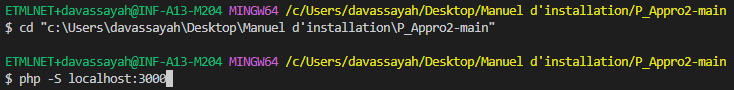 ETMLNET+davassayah@INF-A13-M204 MINGW64 /c/Users/davassayah/Desktop/Manuel d'installation/P_Appro2-main
$ cd "c:\Users\davassayah\Desktop\Manuel d'installation\P_Appro2-main"
ETMLNET+davassayah@INF-A13-M204 MINGW64 /c/Users/davassayah/Desktop/Manuel d'installation/P_Appro2-main
$ php -S localhost:3000